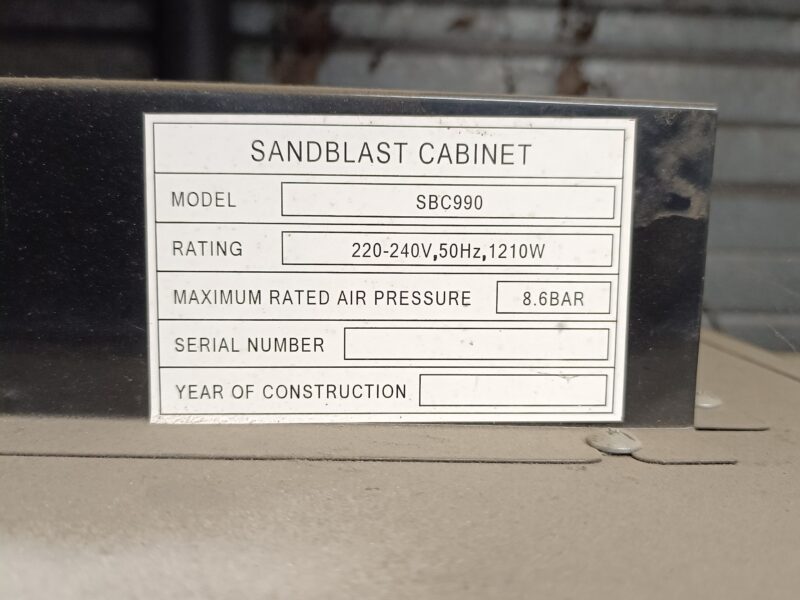 SANDBLAST CABINET
MODEL SBC990
RATING 220-240V,50Hz,1210W
MAXIMUM RATED AIR PRESSURE 8.6BAR
SERIAL NUMBER
YEAR OF CONSTRUCTION